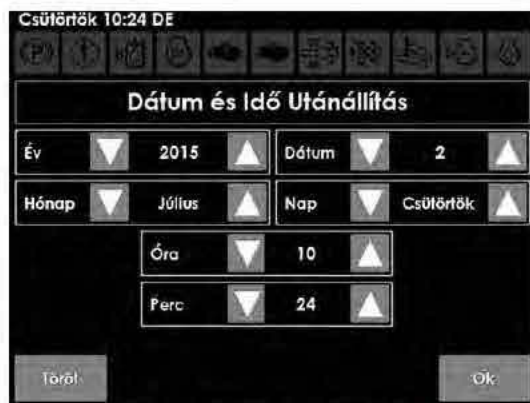 Csütörtök 10:24 DE
Dátum és Idő Utánállítás
Év 2015 Dátum 2
Hónap Július Nap Csütörtök
Óra 10
Perc 24
Töröl Ok